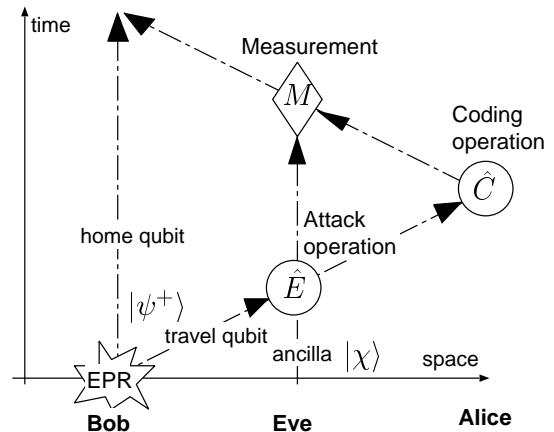 time
Measurement
M
Coding
operation
Ĉ
home qubit
Attack
operation
Ê
|ψ⁺⟩
travel qubit
ancilla |χ⟩
space
EPR
Bob
Eve
Alice